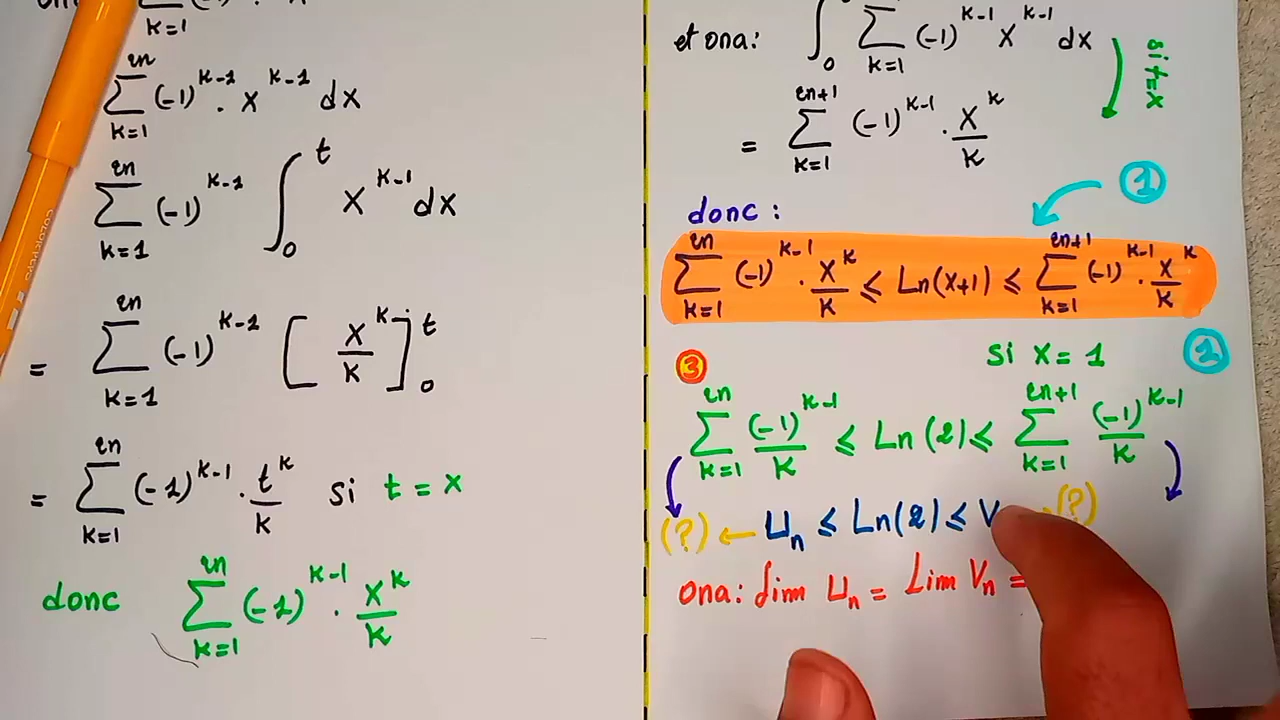 ∑ k=1
2n ∑ k=1 (-1)^k-1 . x^k-1 dx
2n ∑ k=1 (-1)^k-1 ∫ 0 t x^k-1 dx
= 2n ∑ k=1 (-1)^k-1 [ x^k / k ] t 0
= 2n ∑ k=1 (-1)^k-1 . t^k / k si t = x
donc 2n ∑ k=1 (-1)^k-1 . x^k / k
et ona: ∫ 0 ∑ k=1 (-1)^k-1 x^k-1 dx
si t=x
= 2n+1 ∑ k=1 (-1)^k-1 . x^k / k
1
donc :
2n ∑ k=1 (-1)^k-1 . x^k / k ≤ Ln(x+1) ≤ 2n+1 ∑ k=1 (-1)^k-1 . x^k / k
3 si x = 1 2
2n ∑ k=1 (-1)^k-1 / k ≤ Ln(2) ≤ 2n+1 ∑ k=1 (-1)^k-1 / k
(?) ← Un ≤ Ln(2) ≤ V (?)
ona: lim Un = Lim Vn =